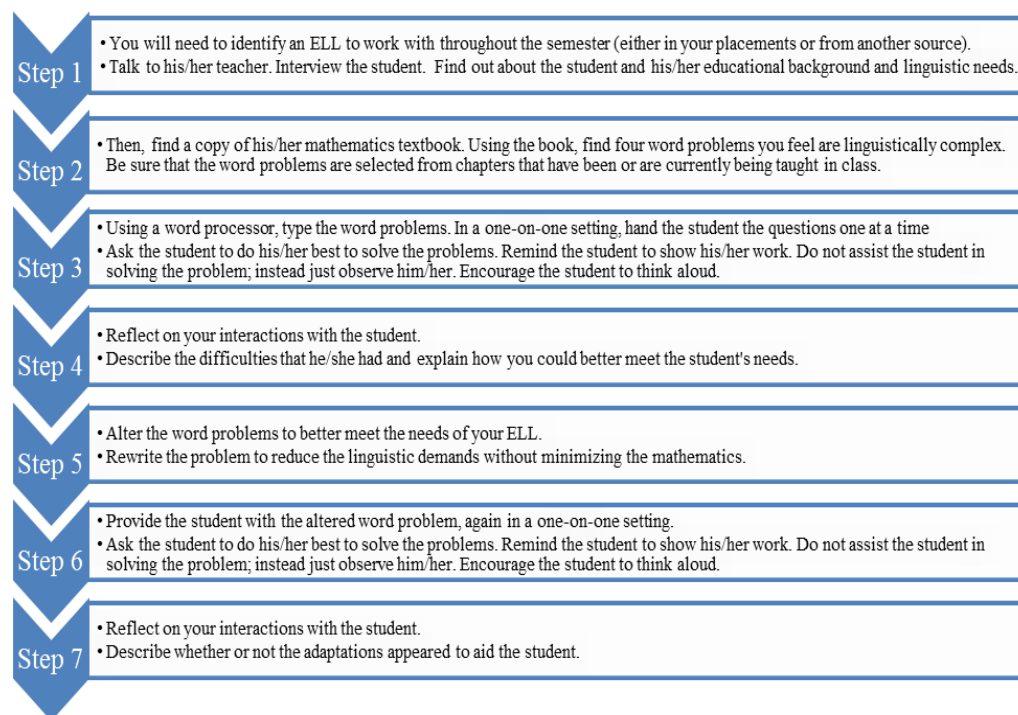 Step 1
• You will need to identify an ELL to work with throughout the semester (either in your placements or from another source).
• Talk to his/her teacher. Interview the student. Find out about the student and his/her educational background and linguistic needs.
Step 2
• Then, find a copy of his/her mathematics textbook. Using the book, find four word problems you feel are linguistically complex.
Be sure that the word problems are selected from chapters that have been or are currently being taught in class.
Step 3
• Using a word processor, type the word problems. In a one-on-one setting, hand the student the questions one at a time
• Ask the student to do his/her best to solve the problems. Remind the student to show his/her work. Do not assist the student in
solving the problem; instead just observe him/her. Encourage the student to think aloud.
Step 4
• Reflect on your interactions with the student.
• Describe the difficulties that he/she had and explain how you could better meet the student's needs.
Step 5
• Alter the word problems to better meet the needs of your ELL.
• Rewrite the problem to reduce the linguistic demands without minimizing the mathematics.
Step 6
• Provide the student with the altered word problem, again in a one-on-one setting.
• Ask the student to do his/her best to solve the problems. Remind the student to show his/her work. Do not assist the student in
solving the problem; instead just observe him/her. Encourage the student to think aloud.
Step 7
• Reflect on your interactions with the student.
• Describe whether or not the adaptations appeared to aid the student.